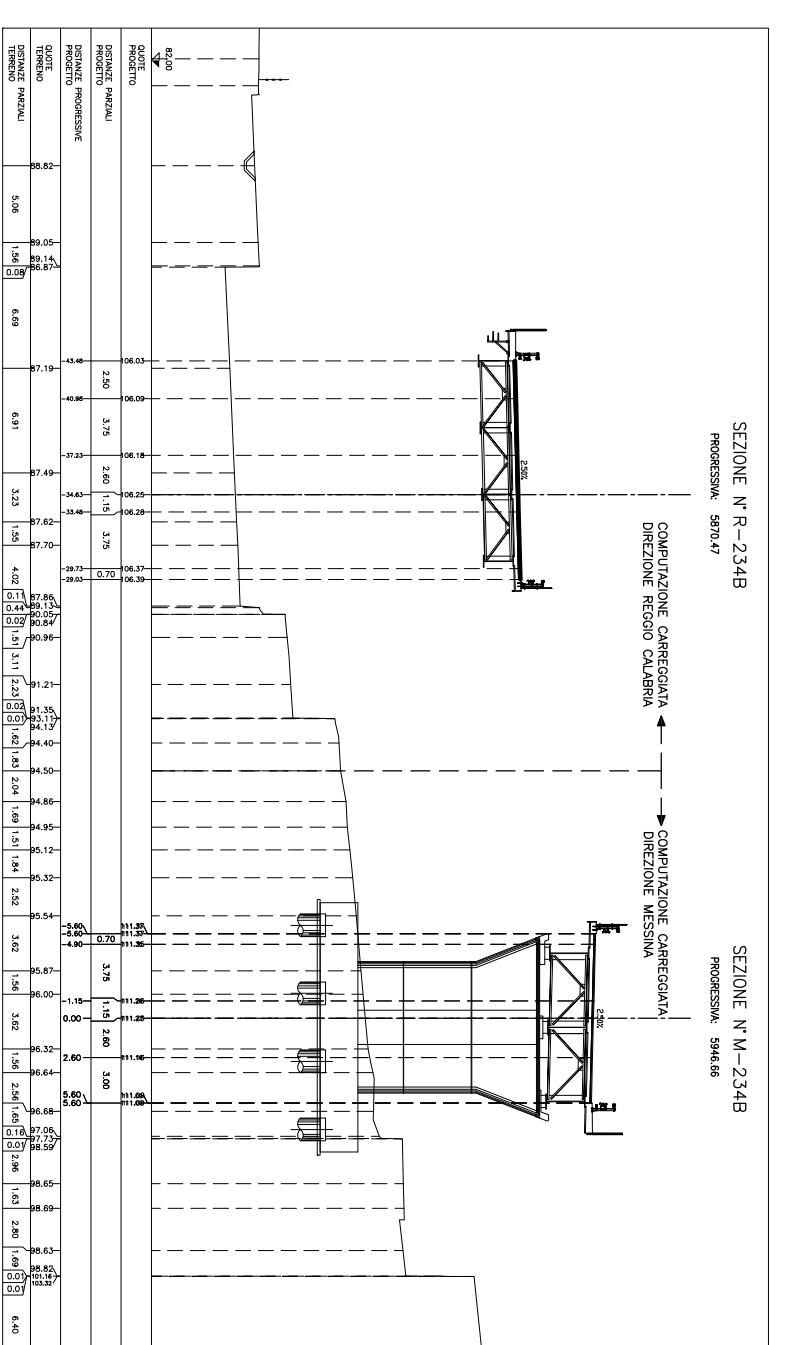 SEZIONE N° R-234B
PROGRESSIVA: 5870.47
SEZIONE N° M-234B
PROGRESSIVA: 5946.66
COMPUTAZIONE CARREGGIATA
DIREZIONE REGGIO CALABRIA
COMPUTAZIONE CARREGGIATA
DIREZIONE MESSINA
2.50%
2.50%
82.00
QUOTE
PROGETTO
106.03 106.09 106.18 106.25 106.28 106.37 106.39 111.37 111.37 111.35 111.26 111.23 111.16 111.09 111.09
DISTANZE PARZIALI
PROGETTO
2.50 3.75 2.60 1.15 3.75 0.70 0.70 3.75 1.15 2.60 3.00
DISTANZE PROGRESSIVE
PROGETTO
-43.48 -40.98 -37.23 -34.63 -33.48 -29.73 -29.03 -5.60 -5.60 -4.90 -1.15 0.00 2.60 5.60 5.60
QUOTE
TERRENO
88.82 89.05 89.14 86.87 87.19 87.49 87.62 87.70 87.86 89.13 90.05 90.84 90.96 91.21 91.35 93.11 94.13 94.40 94.50 94.86 94.95 95.12 95.32 95.54 95.87 96.00 96.32 96.64 96.68 97.06 97.73 98.59 98.65 98.69 98.63 98.82 101.16 103.32
DISTANZE PARZIALI
TERRENO
5.06 1.56 0.08 6.69 6.91 3.23 1.55 4.02 0.11 0.44 0.02 1.51 3.11 2.23 0.02 0.01 1.62 1.83 2.04 1.69 1.51 1.84 2.52 3.62 1.56 3.62 1.56 2.56 1.65 0.16 0.01 2.96 1.63 2.80 1.69 0.01 0.01 6.40